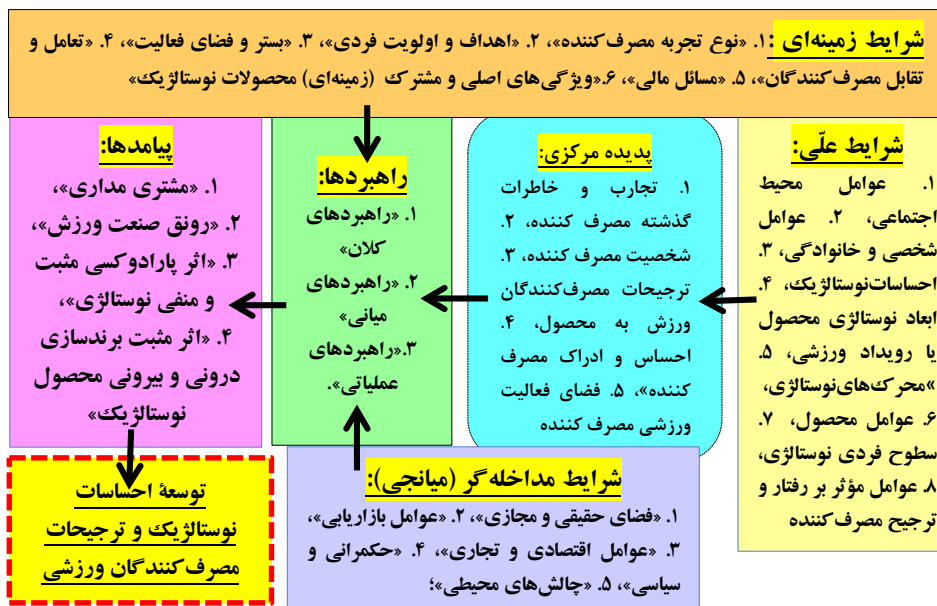 شرایط زمینه‌ای :۱. «نوع تجربه مصرف‌کننده»، ۲. «اهداف و اولویت فردی»، ۳. «بستر و فضای فعالیت»، ۴. «تعامل و
تقابل مصرف‌کنندگان»، ۵. «مسائل مالی»، ۶.«ویژگی‌های اصلی و مشترک (زمینه‌ای) محصولات نوستالژیک»
شرایط علّی:
۱. عوامل محیط
اجتماعی، ۲. عوامل
شخصی و خانوادگی، ۳.
احساسات‌نوستالژیک، ۴.
ابعاد نوستالژی محصول
یا رویداد ورزشی، ۵.
»محرک‌های‌نوستالژی،
۶. عوامل محصول، ۷.
سطوح فردی نوستالژی،
۸. عوامل مؤثر بر رفتار و
ترجیح مصرف‌کننده
پدیده مرکزی:
۱. تجارب و خاطرات
گذشته مصرف کننده، ۲.
شخصیت مصرف کننده، ۳.
ترجیحات مصرف‌کنندگان
ورزش به محصول، ۴.
احساس و ادراک مصرف
کننده»، ۵. فضای فعالیت
ورزشی مصرف کننده
راهبردها:
۱. «راهبردهای
کلان»
۲. «راهبردهای
میانی»
۳.«راهبردهای
عملیاتی».
پیامدها:
۱. «مشتری مداری»،
۲. «رونق صنعت ورزش»،
۳. «اثر پارادوکسی مثبت
و منفی نوستالژی»،
۴. «اثر مثبت برندسازی
درونی و بیرونی محصول
نوستالژیک»
شرایط مداخله‌گر (میانجی):
۱. «فضای حقیقی و مجازی»، ۲. «عوامل بازاریابی»،
۳. «عوامل اقتصادی و تجاری»، ۴. «حکمرانی و
سیاسی»، ۵. «چالش‌های محیطی»؛
توسعۀ احساسات
نوستالژیک و ترجیحات
مصرف‌کنندگان ورزشی